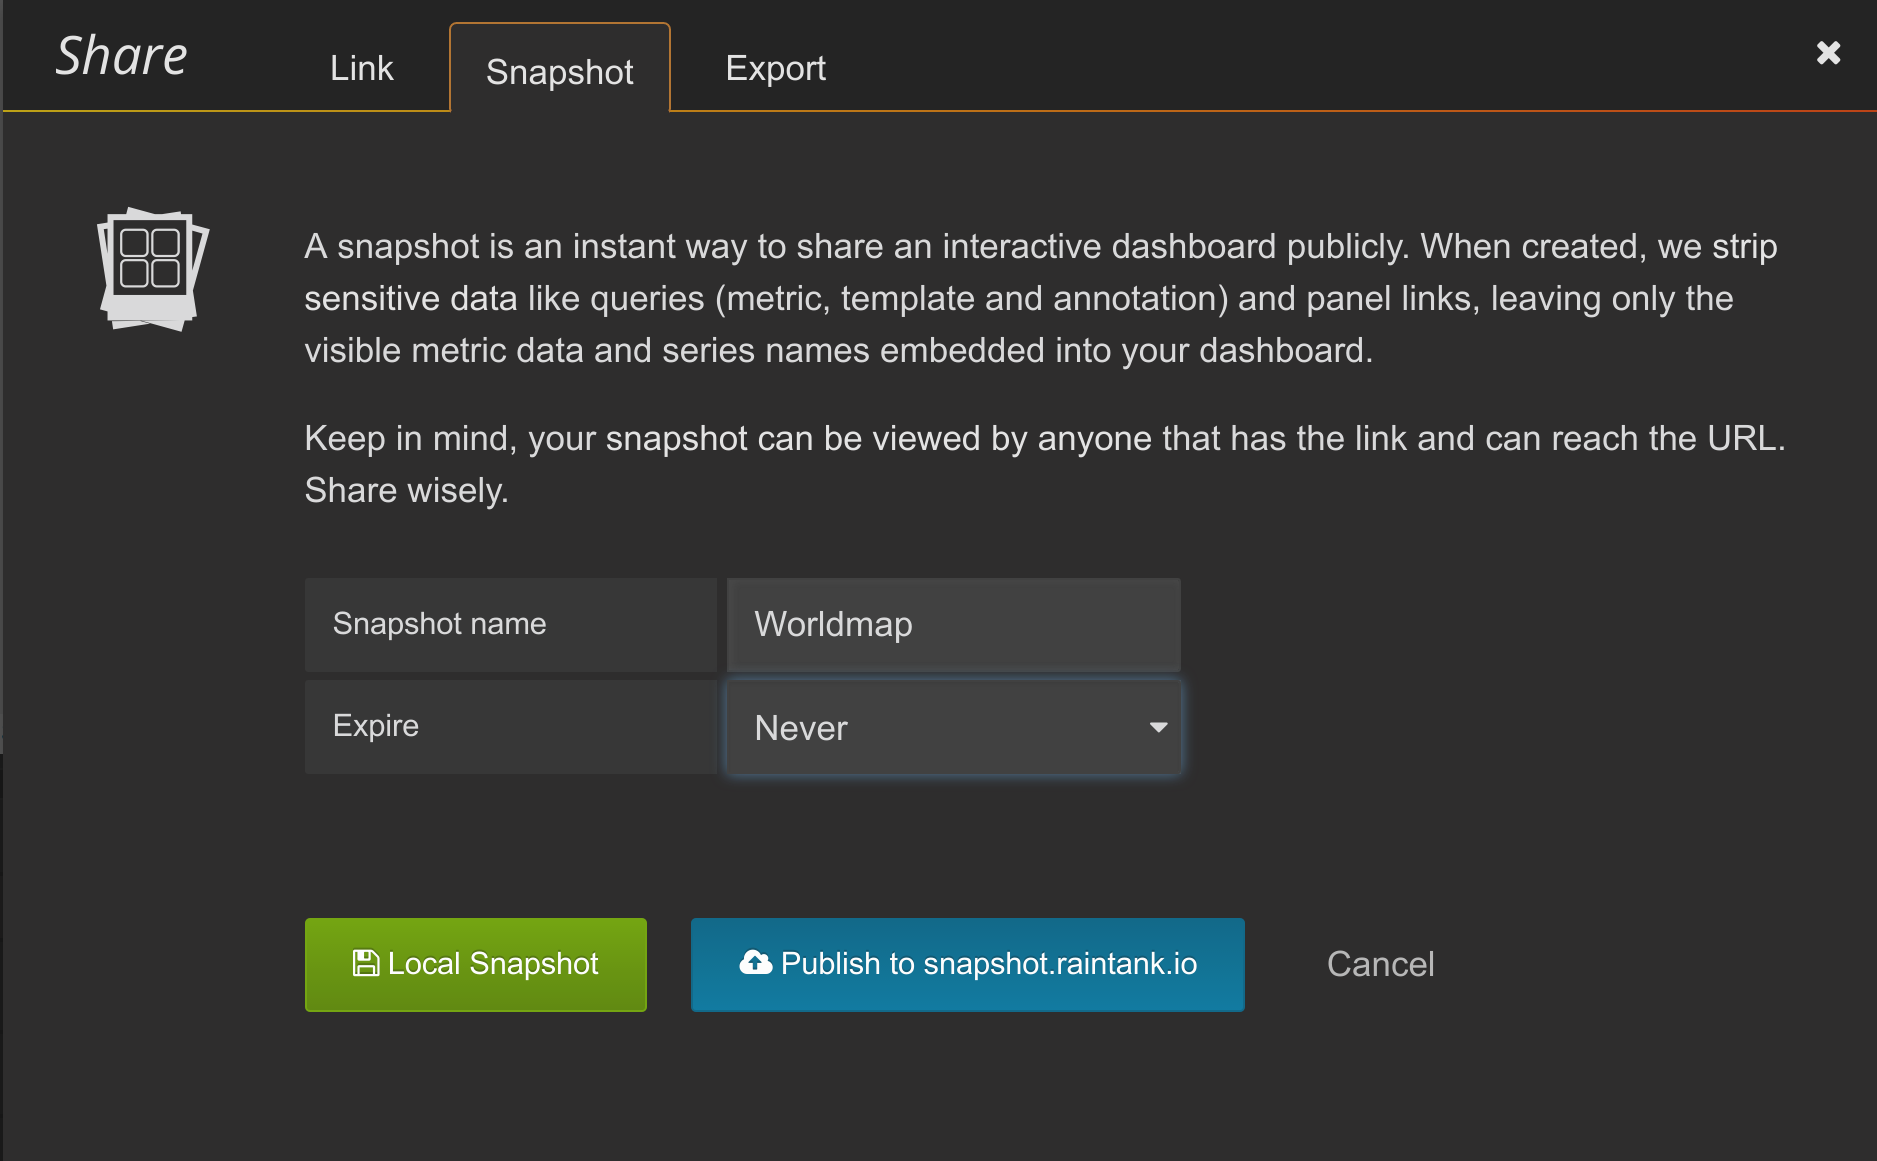 Share
Link
Snapshot
Export
A snapshot is an instant way to share an interactive dashboard publicly. When created, we strip
sensitive data like queries (metric, template and annotation) and panel links, leaving only the
visible metric data and series names embedded into your dashboard.
Keep in mind, your snapshot can be viewed by anyone that has the link and can reach the URL.
Share wisely.
Snapshot name
Worldmap
Expire
Never
Local Snapshot
Publish to snapshot.raintank.io
Cancel